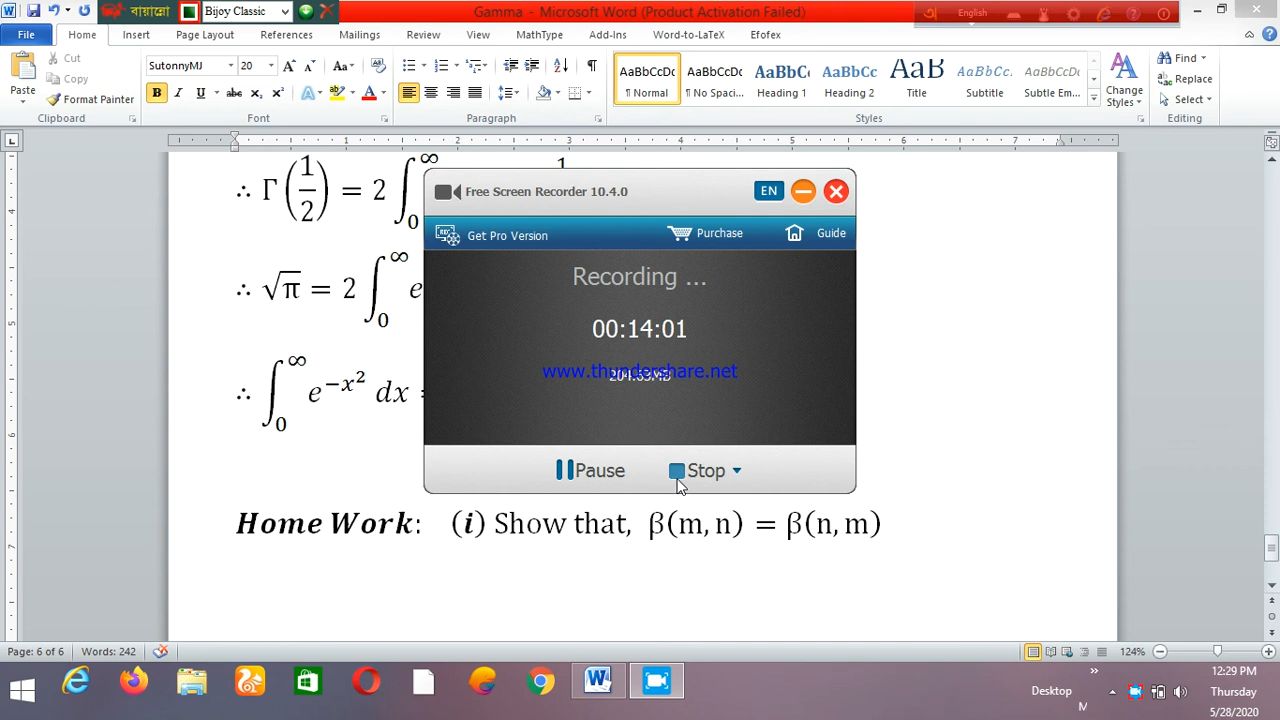 বায়ান্নো Bijoy Classic Gamma - Microsoft Word (Product Activation Failed) English
File Home Insert Page Layout References Mailings Review View MathType Add-Ins Word-to-LaTeX Efofex
Paste Cut Copy Format Painter Clipboard
SutonnyMJ 20 Font
Paragraph
AaBbCcDc ¶ Normal
AaBbCcDc ¶ No Spaci...
AaBbCc Heading 1
AaBbCc Heading 2
AaB Title
AaBbCc. Subtitle
AaBbCcDc Subtle Em...
Change Styles Styles
Find Replace Select Editing
∴ Γ(1/2) = 2 ∫₀^∞
∴ √π = 2 ∫₀^∞ e
∴ ∫₀^∞ e^(−x²) dx =
Free Screen Recorder 10.4.0 EN
Get Pro Version Purchase Guide
Recording ...
00:14:01
www.thundershare.net
Pause Stop
Home Work: (i) Show that, β(m, n) = β(n, m)
Page: 6 of 6 Words: 242 124%
Desktop » 12:29 PM
M Thursday
5/28/2020